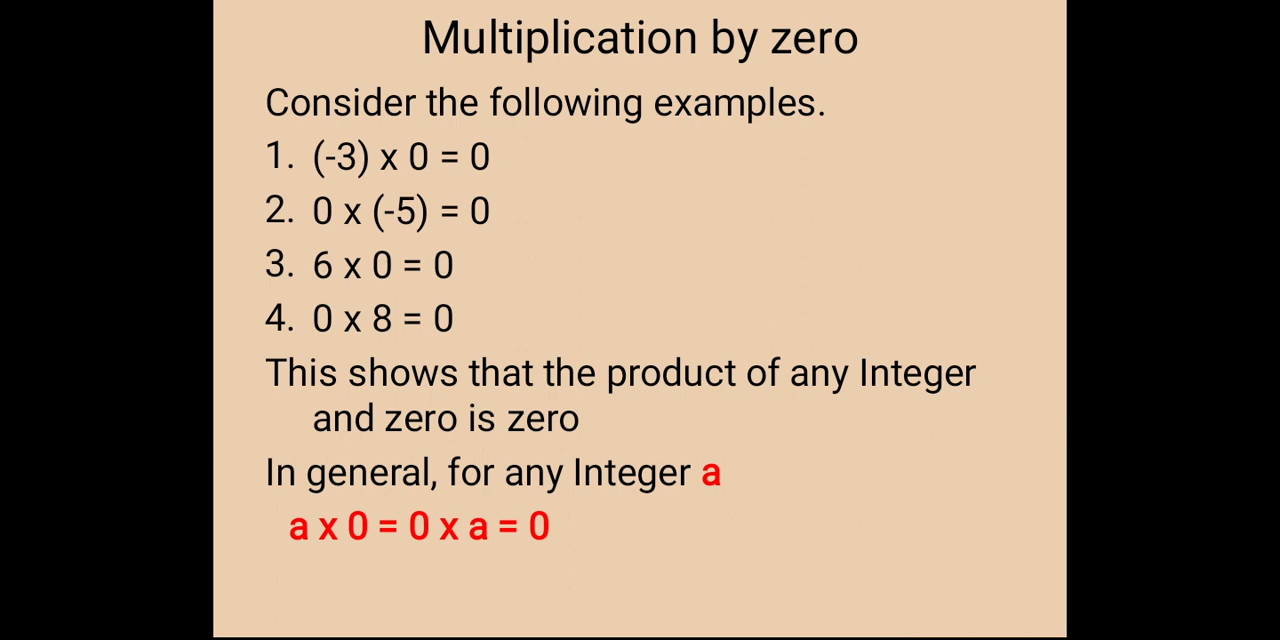 Multiplication by zero
Consider the following examples.
1. (-3) x 0 = 0
2. 0 x (-5) = 0
3. 6 x 0 = 0
4. 0 x 8 = 0
This shows that the product of any Integer
and zero is zero
In general, for any Integer a
a x 0 = 0 x a = 0